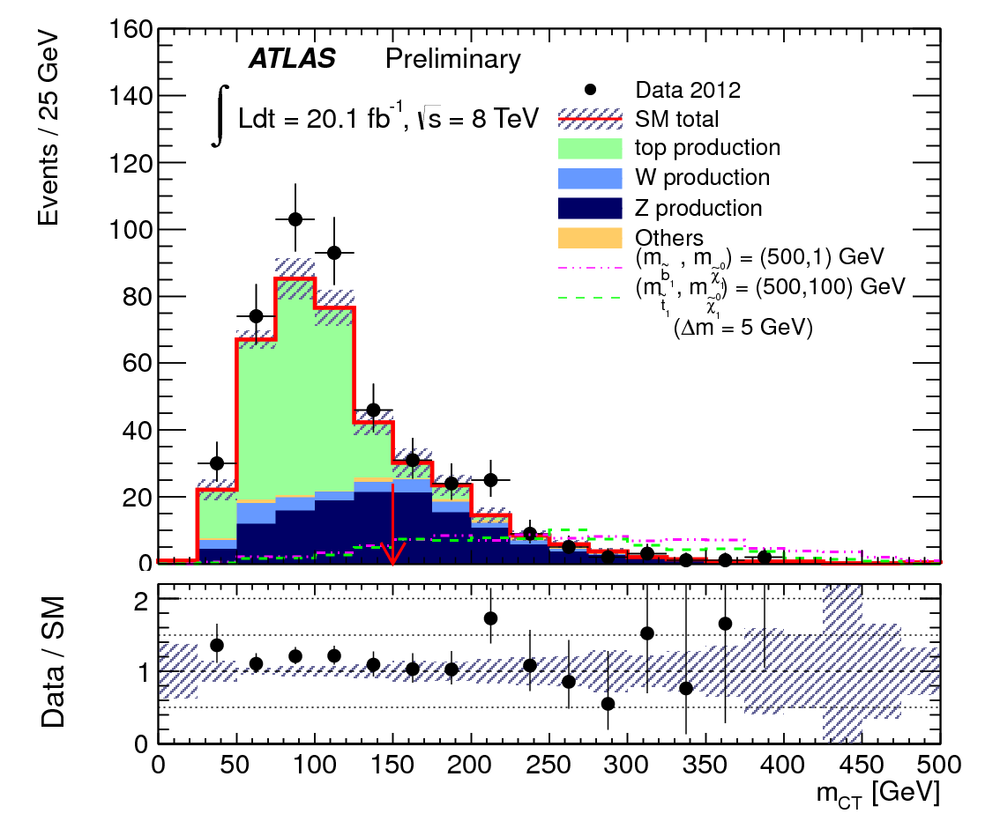 160
140
120
100
80
60
40
20
0
Events / 25 GeV
ATLAS Preliminary
∫ Ldt = 20.1 fb⁻¹, √s = 8 TeV
Data 2012
SM total
top production
W production
Z production
Others
(m_b̃₁, m_χ̃₁⁰) = (500,1) GeV
(m_t̃₁, m_χ̃₁⁰) = (500,100) GeV
(Δm = 5 GeV)
2
1
0
Data / SM
0 50 100 150 200 250 300 350 400 450 500
m_CT [GeV]